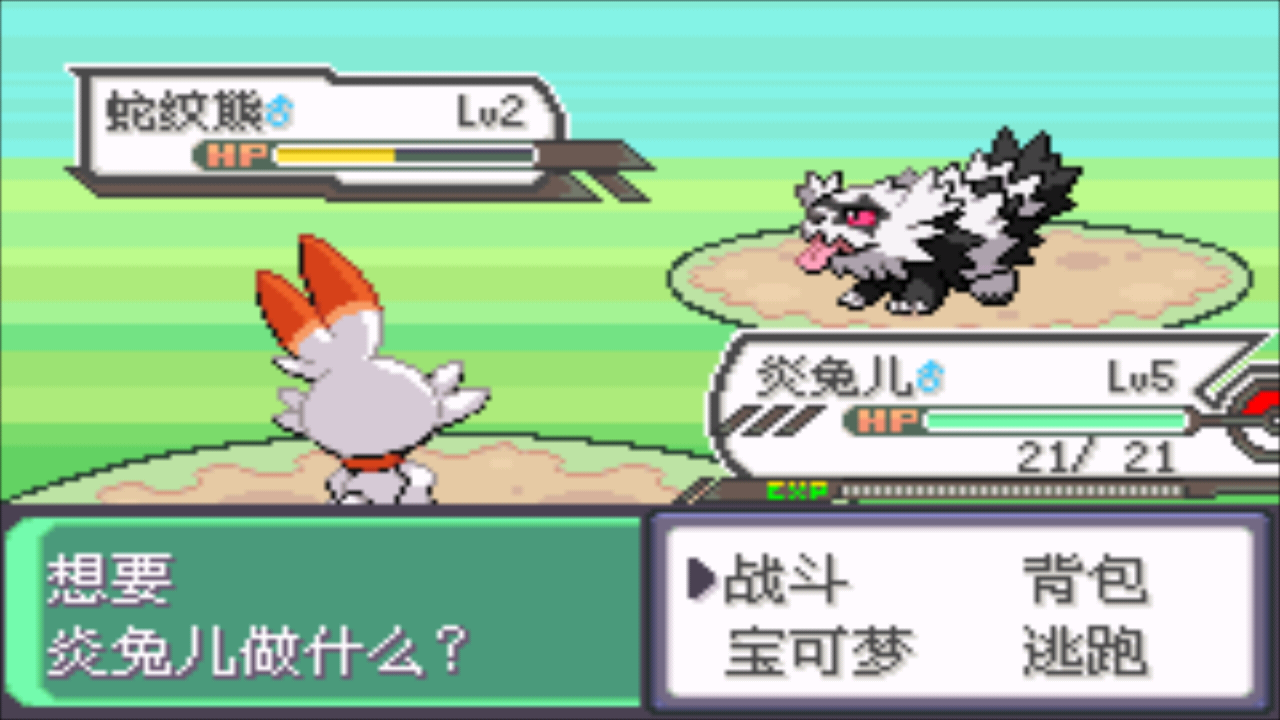 蛇纹熊♂ Lv2
HP
炎兔儿♂ Lv5
HP
21/ 21
EXP
想要
炎兔儿做什么?
▶战斗 背包
宝可梦 逃跑